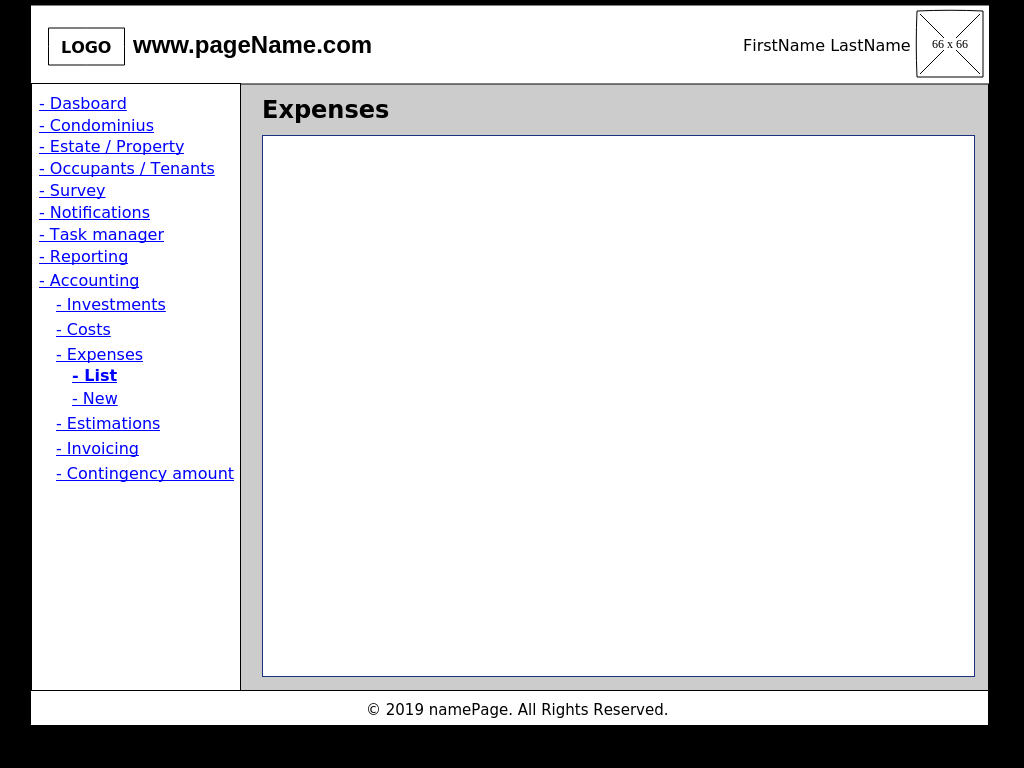 LOGO www.pageName.com
FirstName LastName
66 x 66
- Dasboard
- Condominius
- Estate / Property
- Occupants / Tenants
- Survey
- Notifications
- Task manager
- Reporting
- Accounting
- Investments
- Costs
- Expenses
- List
- New
- Estimations
- Invoicing
- Contingency amount
Expenses
© 2019 namePage. All Rights Reserved.